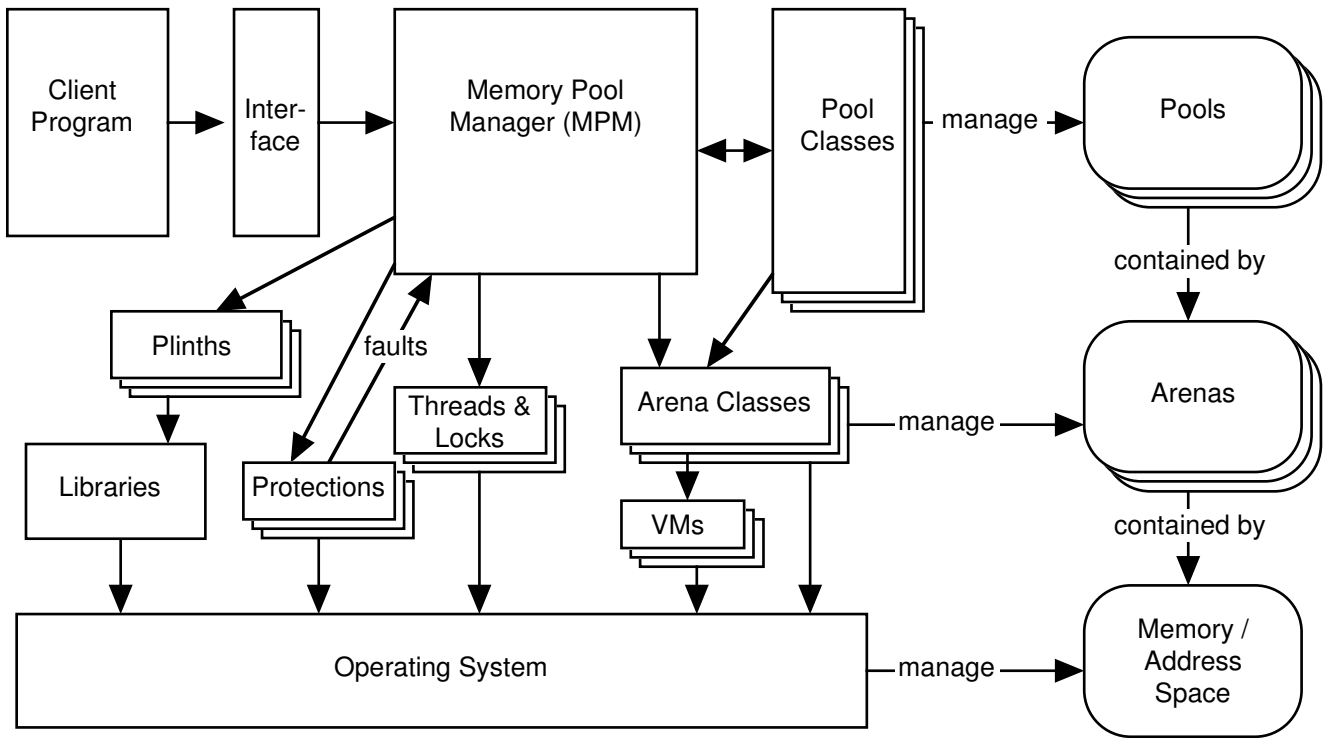 Client
Program
Inter-
face
Memory Pool
Manager (MPM)
Pool
Classes
manage
Pools
contained by
Plinths
faults
Threads &
Locks
Arena Classes
manage
Arenas
Libraries
Protections
VMs
contained by
Operating System
manage
Memory /
Address
Space